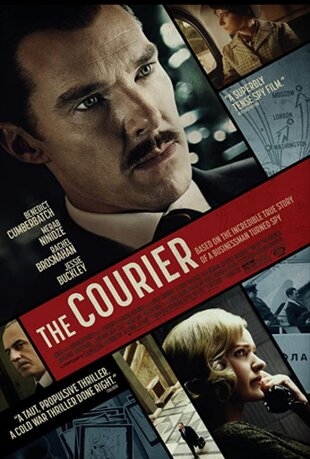 "A SUPERBLY
TENSE SPY FILM."
MOSCOW
LONDON
WASHINGTON
BENEDICT
CUMBERBATCH
MERAB
NINIDZE
RACHEL
BROSNAHAN
JESSIE
BUCKLEY
THE COURIER
BASED ON THE INCREDIBLE TRUE STORY
OF A BUSINESSMAN TURNED SPY
"A TAUT, PROPULSIVE THRILLER.
A COLD WAR THRILLER DONE RIGHT."